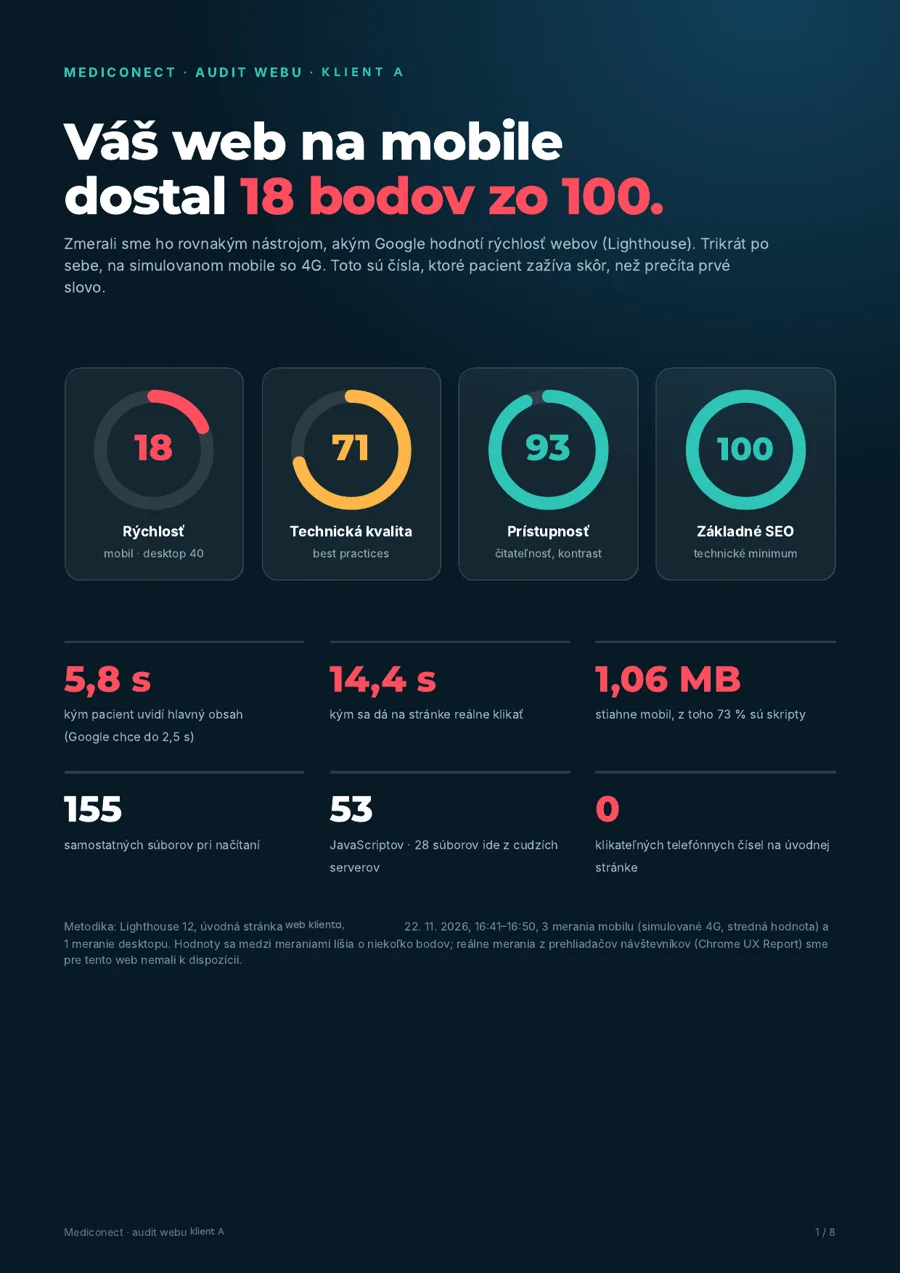 MEDICONECT · AUDIT WEBU · KLIENT A
Váš web na mobile
dostal 18 bodov zo 100.
Zmerali sme ho rovnakým nástrojom, akým Google hodnotí rýchlosť webov (Lighthouse). Trikrát po
sebe, na simulovanom mobile so 4G. Toto sú čísla, ktoré pacient zažíva skôr, než prečíta prvé
slovo.
18
Rýchlosť
mobil · desktop 40
71
Technická kvalita
best practices
93
Prístupnosť
čitateľnosť, kontrast
100
Základné SEO
technické minimum
5,8 s
kým pacient uvidí hlavný obsah
(Google chce do 2,5 s)
14,4 s
kým sa dá na stránke reálne klikať
1,06 MB
stiahne mobil, z toho 73 % sú skripty
155
samostatných súborov pri načítaní
53
JavaScriptov · 28 súborov ide z cudzích
serverov
0
klikateľných telefónnych čísel na úvodnej
stránke
Metodika: Lighthouse 12, úvodná stránka web klienta, 22. 11. 2026, 16:41–16:50, 3 merania mobilu (simulované 4G, stredná hodnota) a
1 meranie desktopu. Hodnoty sa medzi meraniami líšia o niekoľko bodov; reálne merania z prehliadačov návštevníkov (Chrome UX Report) sme
pre tento web nemali k dispozícii.
Mediconect · audit webu klient A
1 / 8